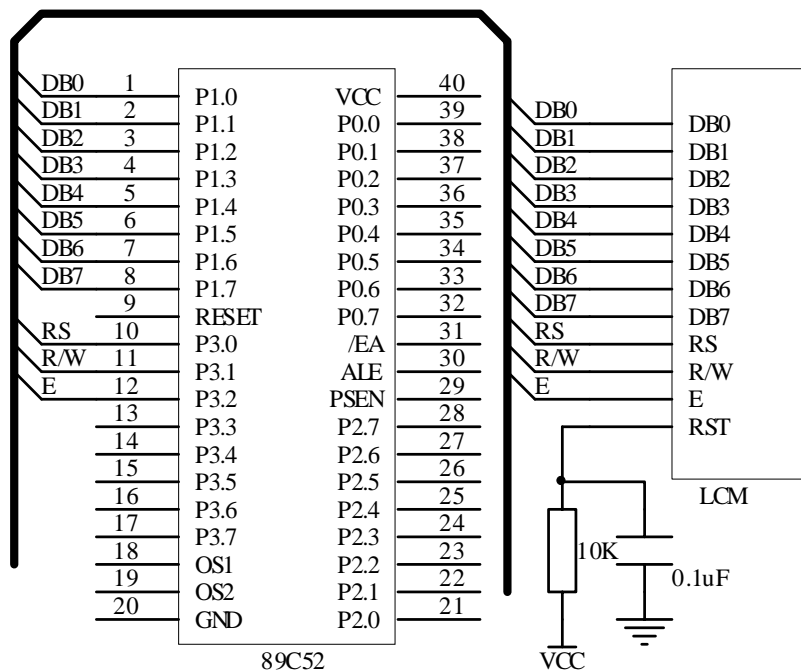 DB0 1 P1.0 VCC 40
DB1 2 P1.1 P0.0 39 DB0 DB0
DB2 3 P1.2 P0.1 38 DB1 DB1
DB3 4 P1.3 P0.2 37 DB2 DB2
DB4 5 P1.4 P0.3 36 DB3 DB3
DB5 6 P1.5 P0.4 35 DB4 DB4
DB6 7 P1.6 P0.5 34 DB5 DB5
DB7 8 P1.7 P0.6 33 DB6 DB6
9 RESET P0.7 32 DB7 DB7
RS 10 P3.0 /EA 31 RS RS
R/W 11 P3.1 ALE 30 R/W R/W
E 12 P3.2 PSEN 29 E E
13 P3.3 P2.7 28 RST
14 P3.4 P2.6 27
15 P3.5 P2.5 26
16 P3.6 P2.4 25 LCM
17 P3.7 P2.3 24
18 OS1 P2.2 23 10K
19 OS2 P2.1 22 0.1uF
20 GND P2.0 21
89C52 VCC